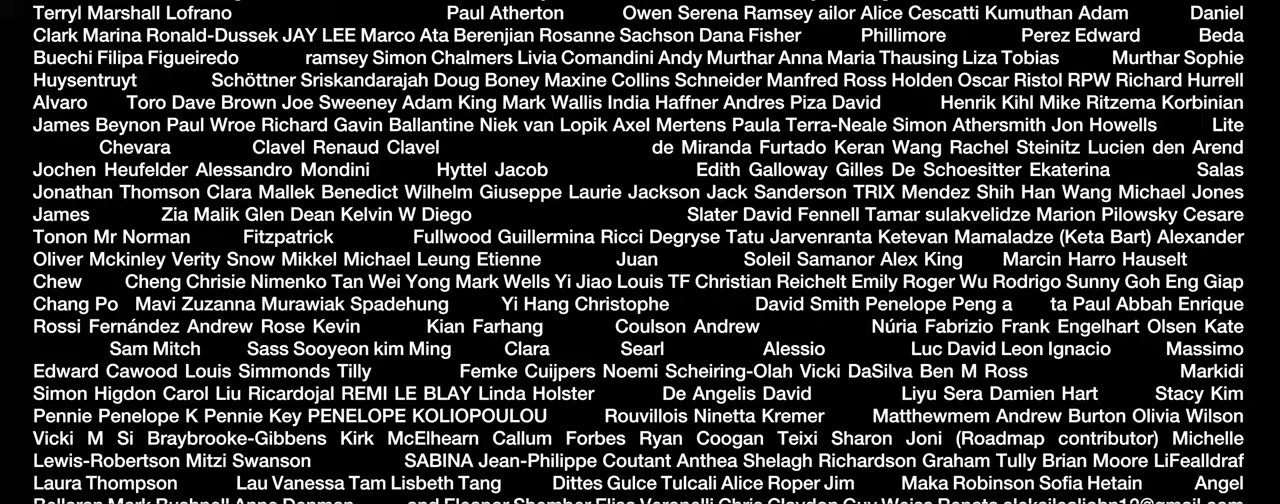 Terryl Marshall Lofrano Paul Atherton Owen Serena Ramsey ailor Alice Cescatti Kumuthan Adam Daniel
Clark Marina Ronald-Dussek JAY LEE Marco Ata Berenjian Rosanne Sachson Dana Fisher Phillimore Perez Edward Beda
Buechi Filipa Figueiredo ramsey Simon Chalmers Livia Comandini Andy Murthar Anna Maria Thausing Liza Tobias Murthar Sophie
Huysentruyt Schöttner Sriskandarajah Doug Boney Maxine Collins Schneider Manfred Ross Holden Oscar Ristol RPW Richard Hurrell
Alvaro Toro Dave Brown Joe Sweeney Adam King Mark Wallis India Haffner Andres Piza David Henrik Kihl Mike Ritzema Korbinian
James Beynon Paul Wroe Richard Gavin Ballantine Niek van Lopik Axel Mertens Paula Terra-Neale Simon Athersmith Jon Howells Lite
Chevara Clavel Renaud Clavel de Miranda Furtado Keran Wang Rachel Steinitz Lucien den Arend
Jochen Heufelder Alessandro Mondini Hyttel Jacob Edith Galloway Gilles De Schoesitter Ekaterina Salas
Jonathan Thomson Clara Mallek Benedict Wilhelm Giuseppe Laurie Jackson Jack Sanderson TRIX Mendez Shih Han Wang Michael Jones
James Zia Malik Glen Dean Kelvin W Diego Slater David Fennell Tamar sulakvelidze Marion Pilowsky Cesare
Tonon Mr Norman Fitzpatrick Fullwood Guillermina Ricci Degryse Tatu Jarvenranta Ketevan Mamaladze (Keta Bart) Alexander
Oliver Mckinley Verity Snow Mikkel Michael Leung Etienne Juan Soleil Samanor Alex King Marcin Harro Hauselt
Chew Cheng Chrisie Nimenko Tan Wei Yong Mark Wells Yi Jiao Louis TF Christian Reichelt Emily Roger Wu Rodrigo Sunny Goh Eng Giap
Chang Po Mavi Zuzanna Murawiak Spadehung Yi Hang Christophe David Smith Penelope Peng a ta Paul Abbah Enrique
Rossi Fernández Andrew Rose Kevin Kian Farhang Coulson Andrew Núria Fabrizio Frank Engelhart Olsen Kate
Sam Mitch Sass Sooyeon kim Ming Clara Searl Alessio Luc David Leon Ignacio Massimo
Edward Cawood Louis Simmonds Tilly Femke Cuijpers Noemi Scheiring-Olah Vicki DaSilva Ben M Ross Markidi
Simon Higdon Carol Liu Ricardojal REMI LE BLAY Linda Holster De Angelis David Liyu Sera Damien Hart Stacy Kim
Pennie Penelope K Pennie Key PENELOPE KOLIOPOULOU Rouvillois Ninetta Kremer Matthewmem Andrew Burton Olivia Wilson
Vicki M Si Braybrooke-Gibbens Kirk McElhearn Callum Forbes Ryan Coogan Teixi Sharon Joni (Roadmap contributor) Michelle
Lewis-Robertson Mitzi Swanson SABINA Jean-Philippe Coutant Anthea Shelagh Richardson Graham Tully Brian Moore LiFealldraf
Laura Thompson Lau Vanessa Tam Lisbeth Tang Dittes Gulce Tulcali Alice Roper Jim Maka Robinson Sofia Hetain Angel